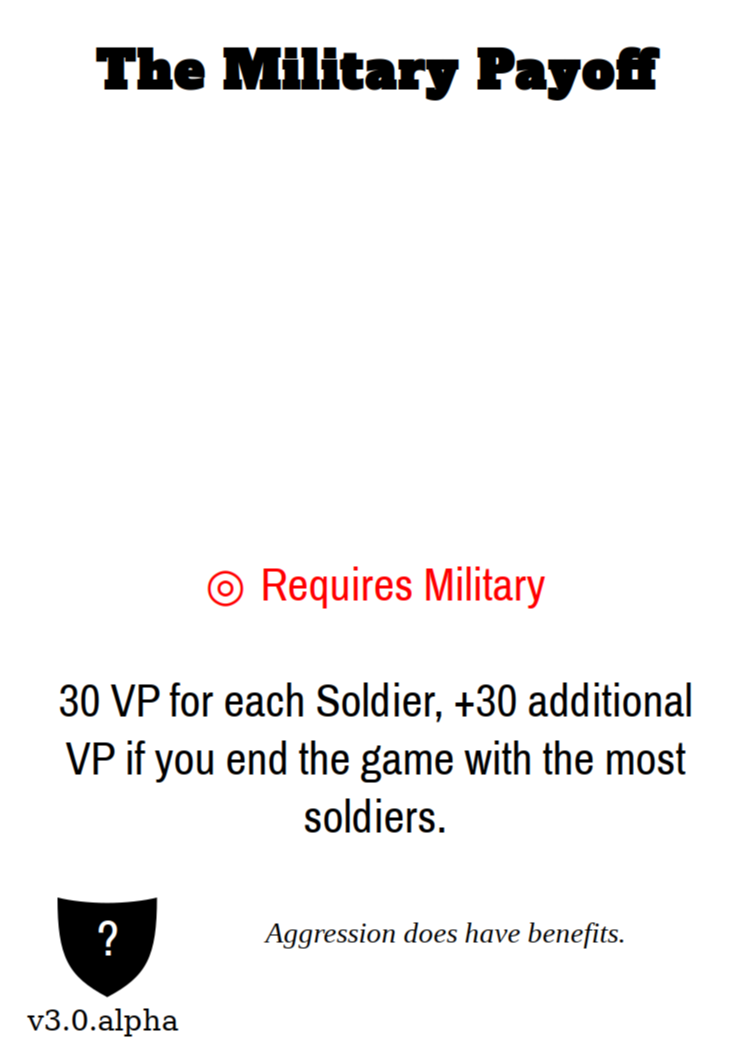 The Military Payoff
◎ Requires Military
30 VP for each Soldier, +30 additional
VP if you end the game with the most
soldiers.
?
Aggression does have benefits.
v3.0.alpha